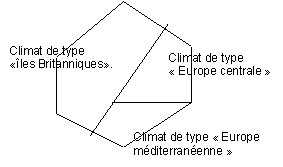 Climat de type
«îles Britanniques».
Climat de type
« Europe centrale »
Climat de type « Europe
méditerranéenne »